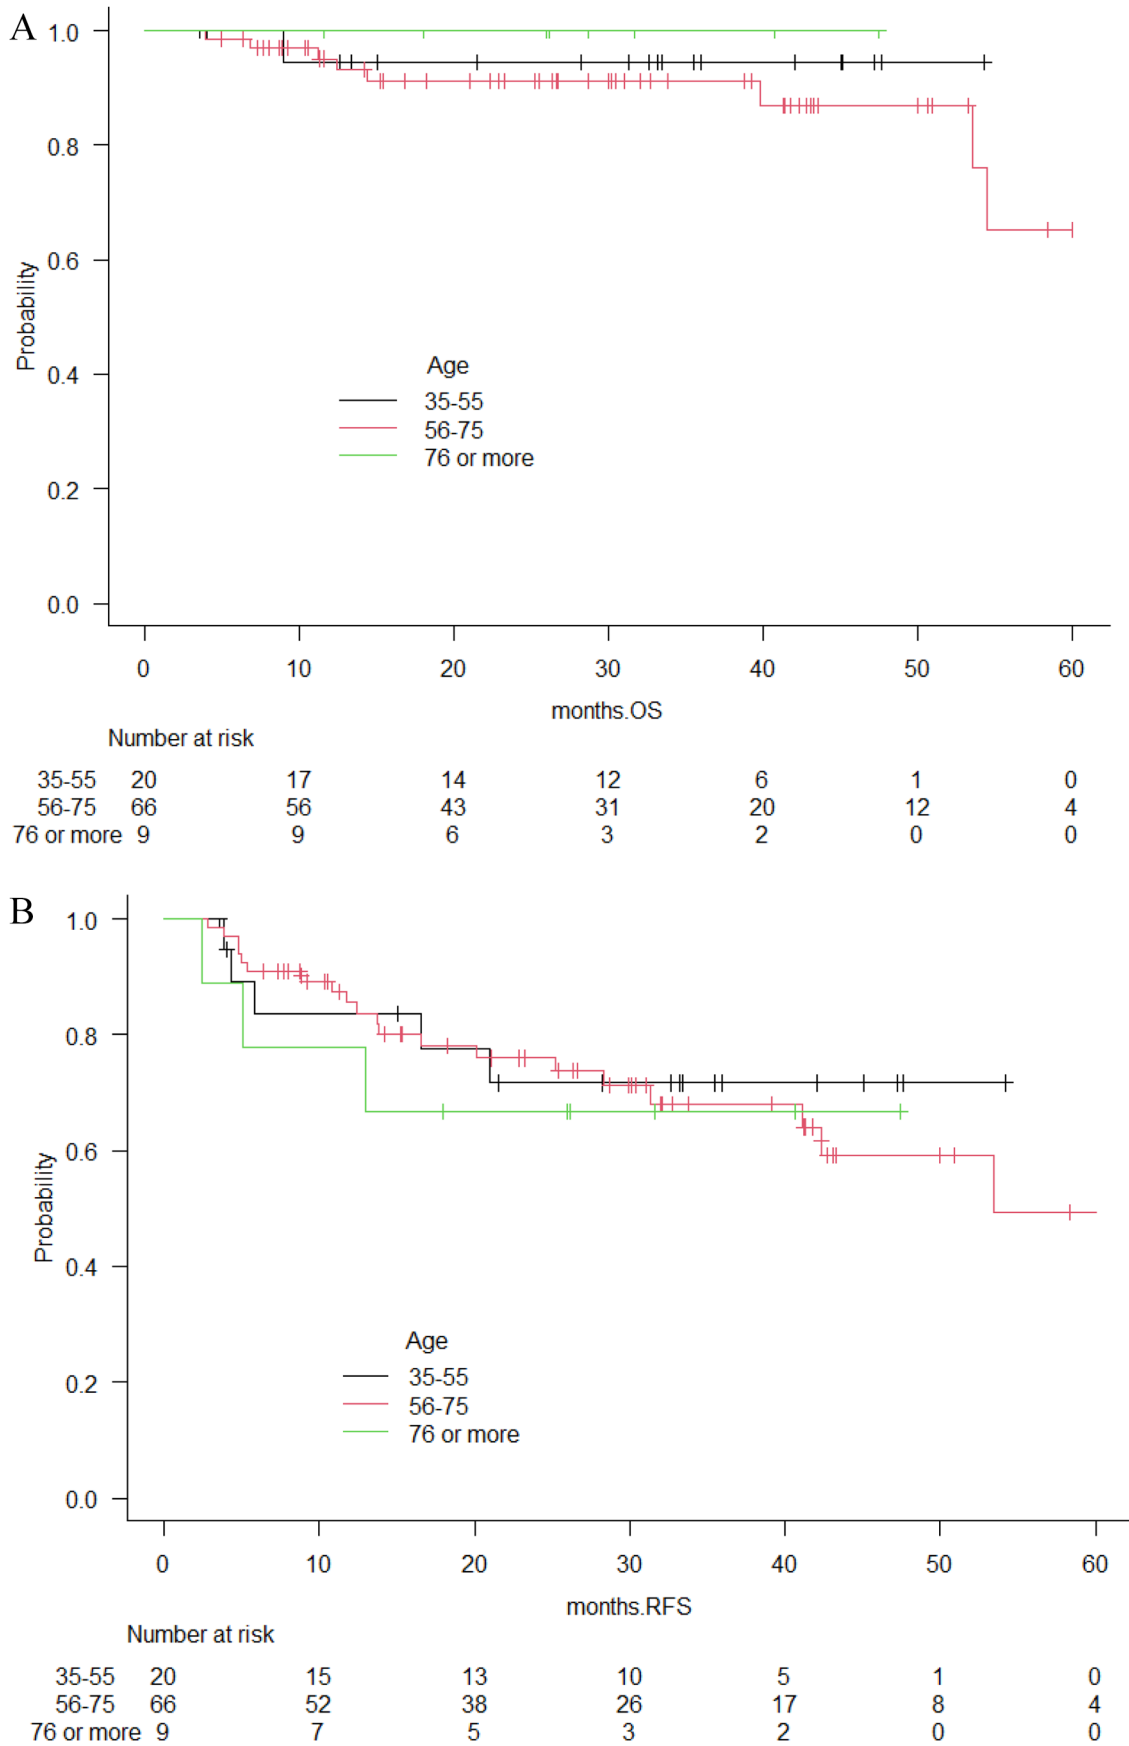 A
1.0
0.8
0.6
0.4
0.2
0.0
Probability
Age
35-55
56-75
76 or more
0 10 20 30 40 50 60
months.OS
Number at risk
35-55 20 17 14 12 6 1 0
56-75 66 56 43 31 20 12 4
76 or more 9 9 6 3 2 0 0
B
1.0
0.8
0.6
0.4
0.2
0.0
Probability
Age
35-55
56-75
76 or more
0 10 20 30 40 50 60
months.RFS
Number at risk
35-55 20 15 13 10 5 1 0
56-75 66 52 38 26 17 8 4
76 or more 9 7 5 3 2 0 0